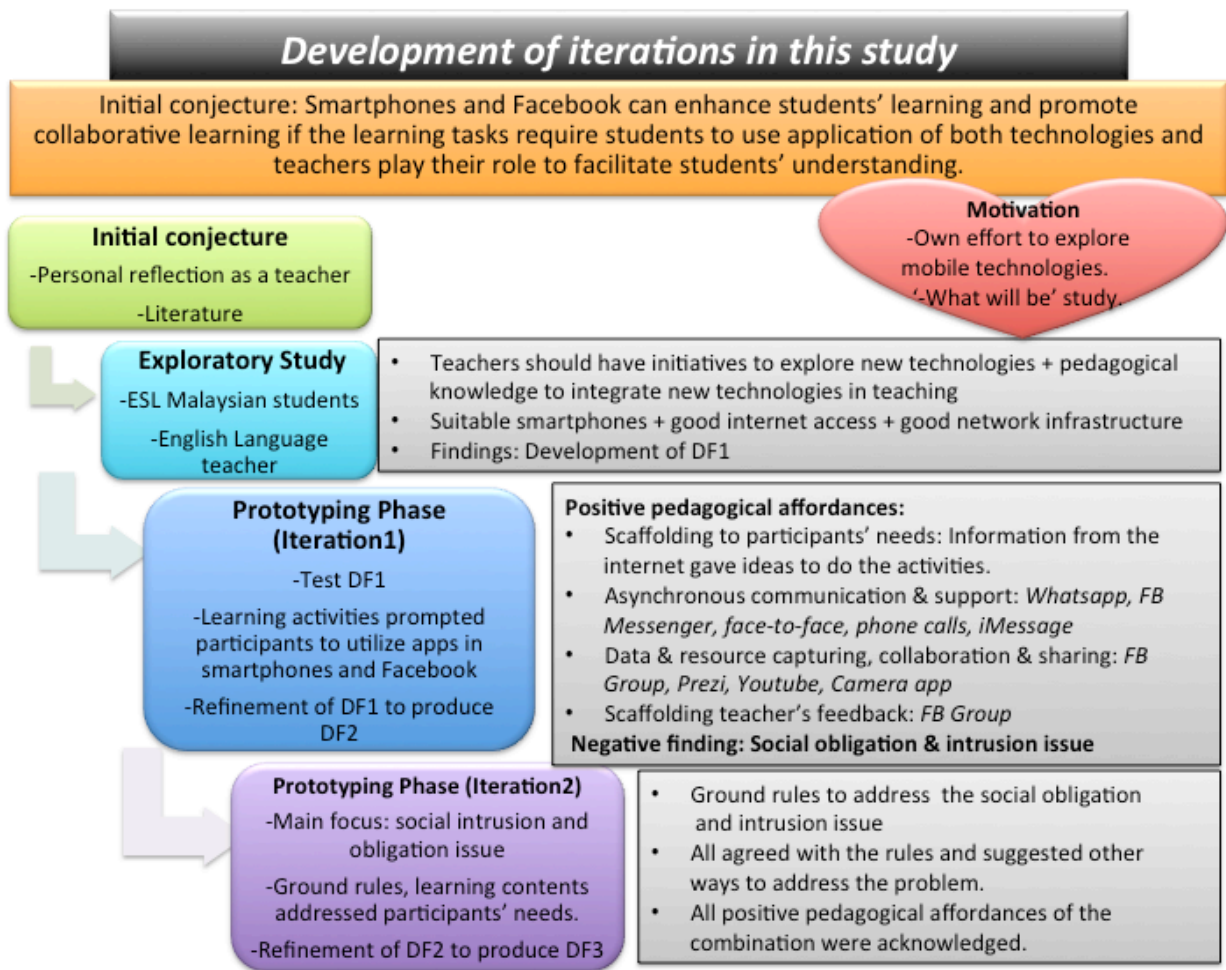 Development of iterations in this study
Initial conjecture: Smartphones and Facebook can enhance students' learning and promote
collaborative learning if the learning tasks require students to use application of both technologies and
teachers play their role to facilitate students' understanding.
Motivation
-Own effort to explore
mobile technologies.
'-What will be' study.
Initial conjecture
-Personal reflection as a teacher
-Literature
Exploratory Study
-ESL Malaysian students
-English Language
teacher
• Teachers should have initiatives to explore new technologies + pedagogical
knowledge to integrate new technologies in teaching
• Suitable smartphones + good internet access + good network infrastructure
• Findings: Development of DF1
Prototyping Phase
(Iteration1)
-Test DF1
-Learning activities prompted
participants to utilize apps in
smartphones and Facebook
-Refinement of DF1 to produce
DF2
Positive pedagogical affordances:
• Scaffolding to participants' needs: Information from the
internet gave ideas to do the activities.
• Asynchronous communication & support: Whatsapp, FB
Messenger, face-to-face, phone calls, iMessage
• Data & resource capturing, collaboration & sharing: FB
Group, Prezi, Youtube, Camera app
• Scaffolding teacher's feedback: FB Group
Negative finding: Social obligation & intrusion issue
Prototyping Phase (Iteration2)
-Main focus: social intrusion and
obligation issue
-Ground rules, learning contents
addressed participants' needs.
-Refinement of DF2 to produce DF3
• Ground rules to address the social obligation
and intrusion issue
• All agreed with the rules and suggested other
ways to address the problem.
• All positive pedagogical affordances of the
combination were acknowledged.